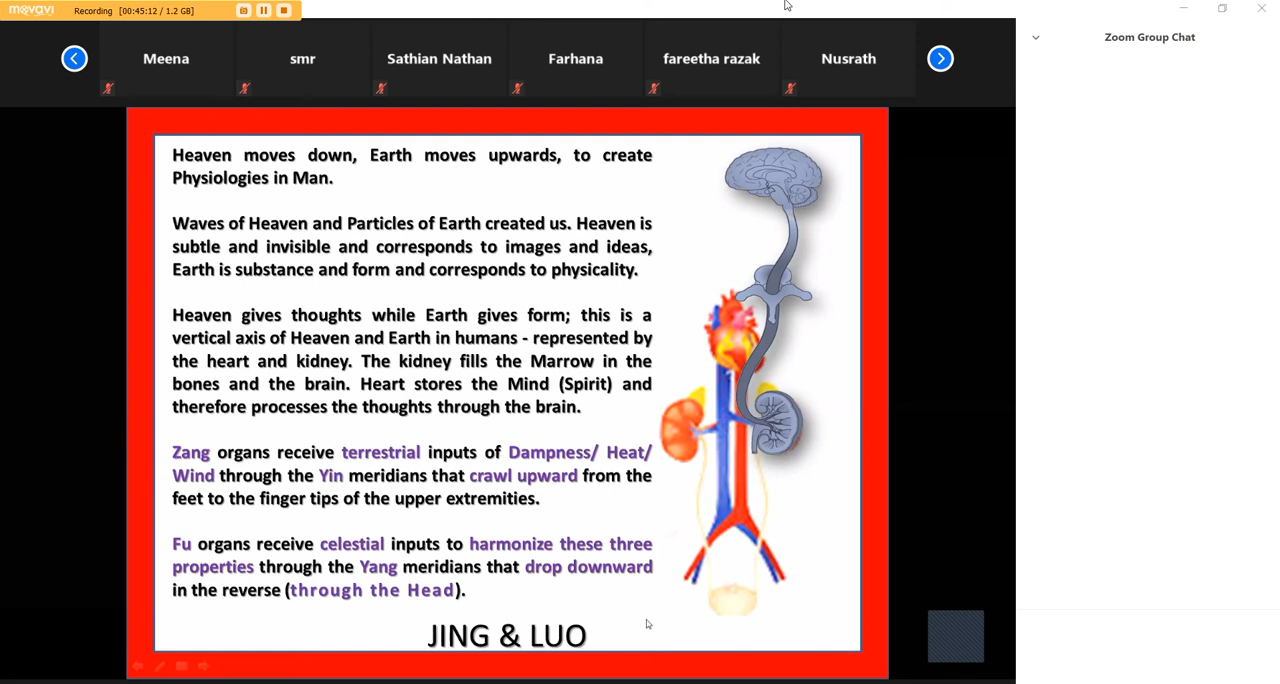 movavi Recording [00:45:12 / 1.2 GB]
Zoom Group Chat
Meena smr Sathian Nathan Farhana fareetha razak Nusrath
Heaven moves down, Earth moves upwards, to create
Physiologies in Man.
Waves of Heaven and Particles of Earth created us. Heaven is
subtle and invisible and corresponds to images and ideas,
Earth is substance and form and corresponds to physicality.
Heaven gives thoughts while Earth gives form; this is a
vertical axis of Heaven and Earth in humans - represented by
the heart and kidney. The kidney fills the Marrow in the
bones and the brain. Heart stores the Mind (Spirit) and
therefore processes the thoughts through the brain.
Zang organs receive terrestrial inputs of Dampness/ Heat/
Wind through the Yin meridians that crawl upward from the
feet to the finger tips of the upper extremities.
Fu organs receive celestial inputs to harmonize these three
properties through the Yang meridians that drop downward
in the reverse (through the Head).
JING & LUO